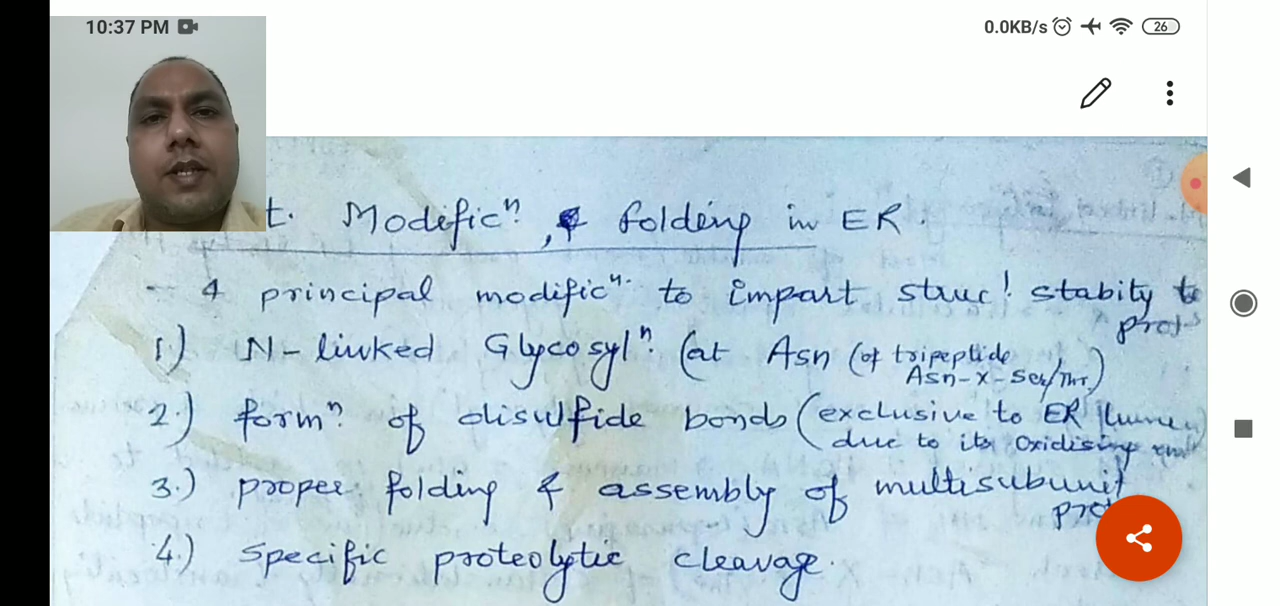 10:37 PM
0.0KB/s
26
t. Modificⁿ. , & folding in ER.
- 4 principal modificⁿ. to impart struc! stabity to
prots
1.) N-linked Glycosylⁿ. (at Asn (of tripeptide
Asn-X-Ser/Thr)
2.) formⁿ. of disulfide bonds (exclusive to ER (lumen)
due to its oxidising
3.) proper folding & assembly of multisubunit
4.) Specific proteolytic cleavage.